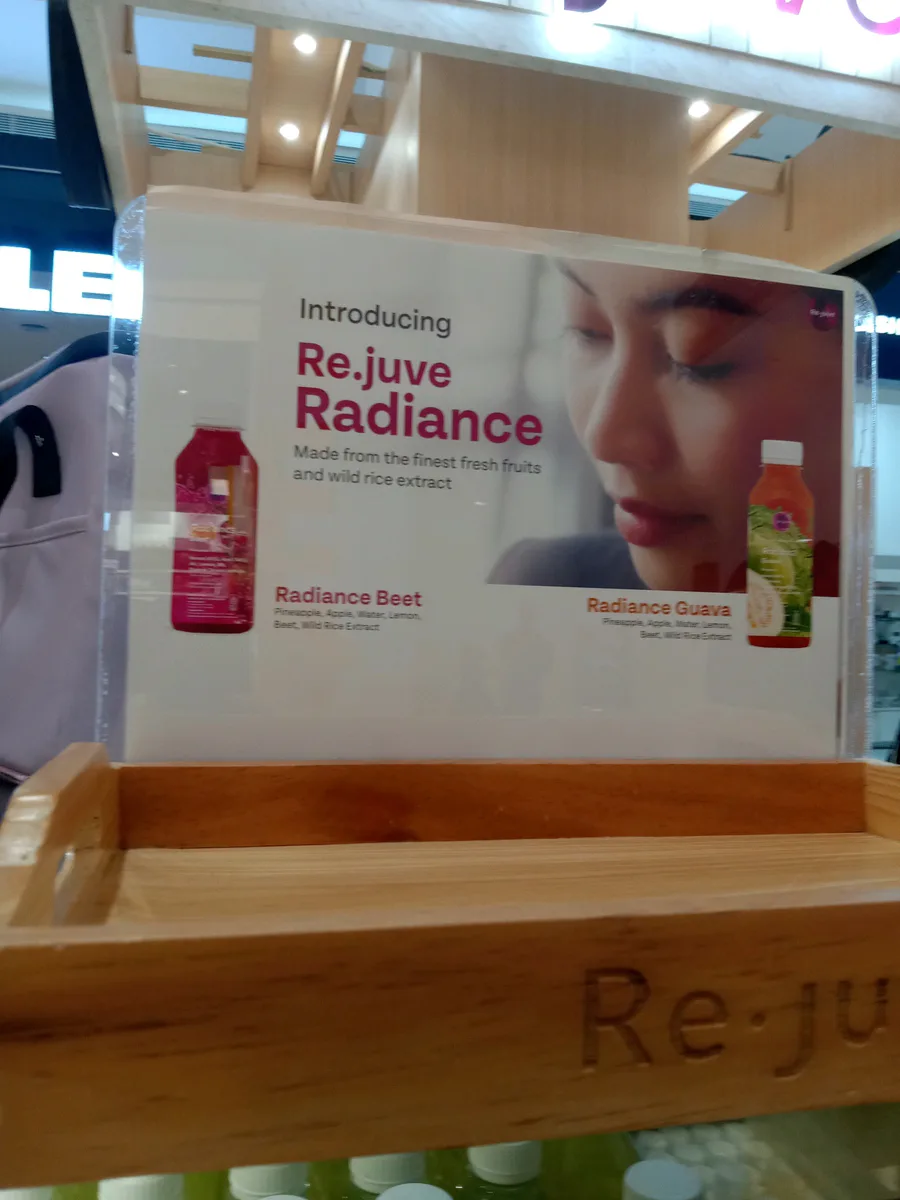 LE
Introducing
Re.juve
Radiance
Made from the finest fresh fruits
and wild rice extract
Radiance Beet
Pineapple, Apple, Water, Lemon,
Beet, Wild Rice Extract
Radiance Guava
Pineapple, Apple, Water, Lemon,
Beet, Wild Rice Extract
Re·ju